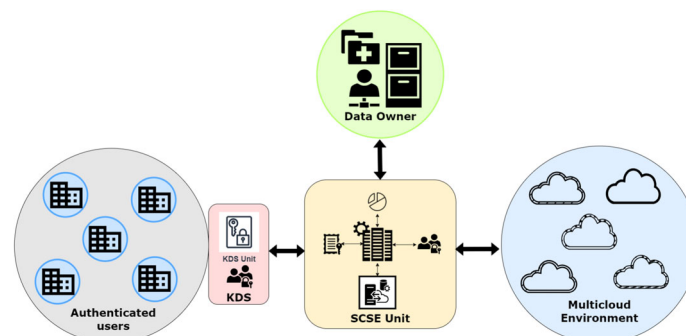 Data Owner
KDS Unit
KDS
Authenticated
users
SCSE Unit
Multicloud
Environment